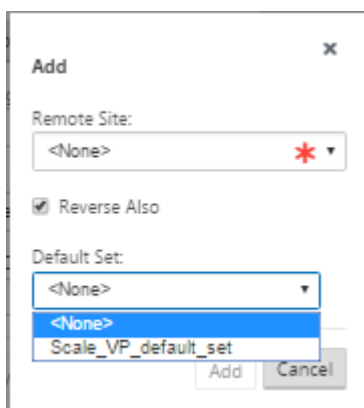 Add
Remote Site:
<None>
Reverse Also
Default Set:
<None>
<None>
Scale_VP_default_set
Add Cancel